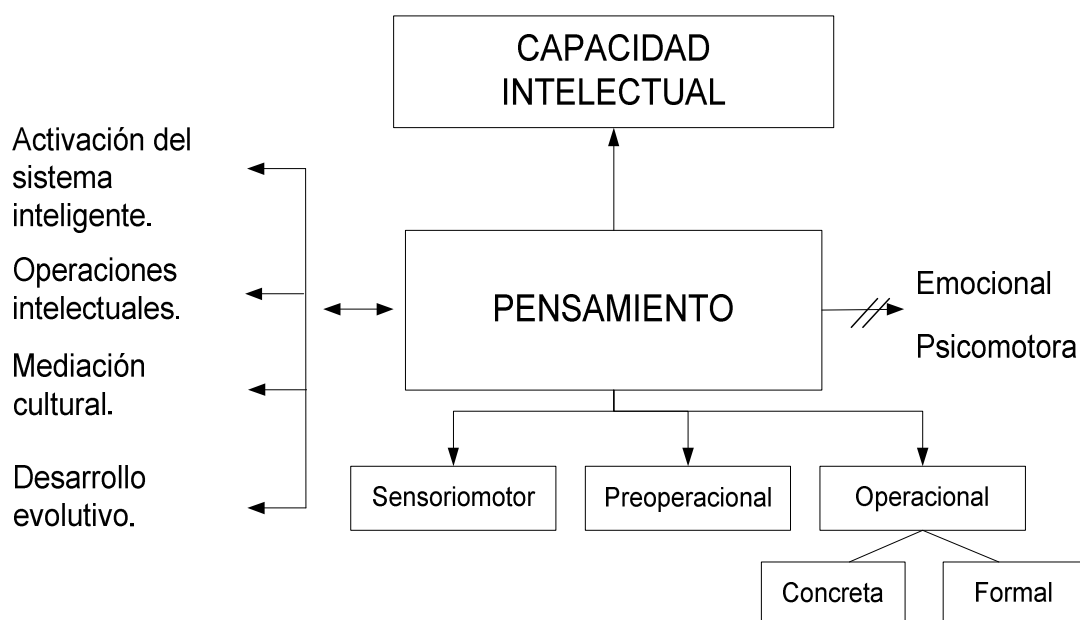 CAPACIDAD
INTELECTUAL
Activación del
sistema
inteligente.
Operaciones
intelectuales.
Mediación
cultural.
Desarrollo
evolutivo.
PENSAMIENTO
Emocional
Psicomotora
Sensoriomotor
Preoperacional
Operacional
Concreta
Formal